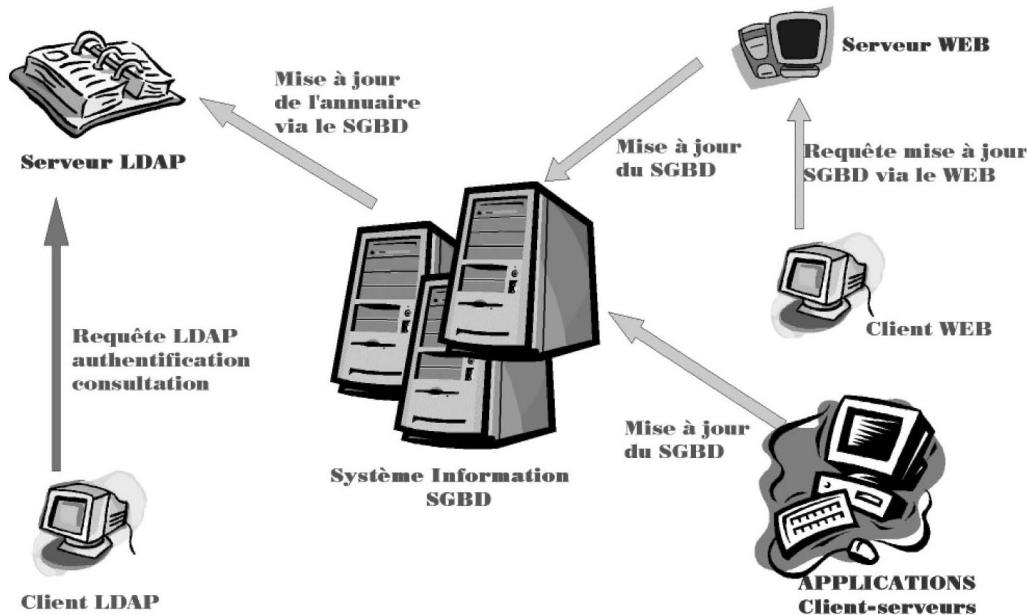 Serveur LDAP
Mise à jour
de l'annuaire
via le SGBD
Serveur WEB
Mise à jour
du SGBD
Requête mise à jour
SGBD via le WEB
Client WEB
Requête LDAP
authentification
consultation
Système Information
SGBD
Mise à jour
du SGBD
Client LDAP
APPLICATIONS
Client-serveurs